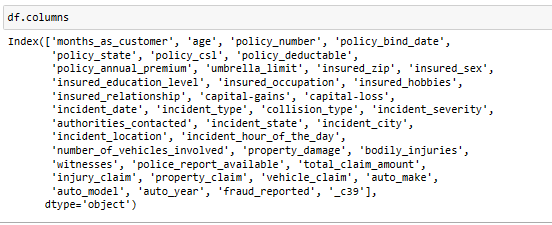 df.columns
Index(['months_as_customer', 'age', 'policy_number', 'policy_bind_date',
'policy_state', 'policy_csl', 'policy_deductable',
'policy_annual_premium', 'umbrella_limit', 'insured_zip', 'insured_sex',
'insured_education_level', 'insured_occupation', 'insured_hobbies',
'insured_relationship', 'capital-gains', 'capital-loss',
'incident_date', 'incident_type', 'collision_type', 'incident_severity',
'authorities_contacted', 'incident_state', 'incident_city',
'incident_location', 'incident_hour_of_the_day',
'number_of_vehicles_involved', 'property_damage', 'bodily_injuries',
'witnesses', 'police_report_available', 'total_claim_amount',
'injury_claim', 'property_claim', 'vehicle_claim', 'auto_make',
'auto_model', 'auto_year', 'fraud_reported', '_c39'],
dtype='object')